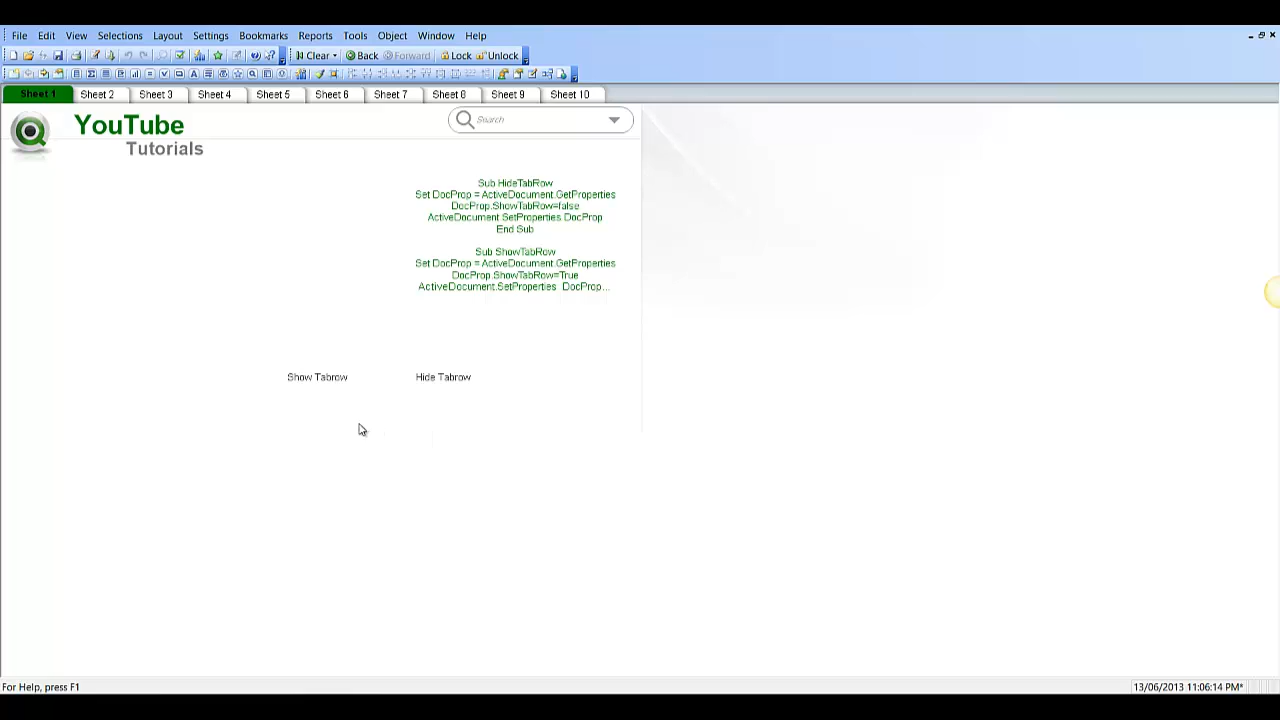 File Edit View Selections Layout Settings Bookmarks Reports Tools Object Window Help
Clear Back Forward Lock Unlock
Sheet 1 Sheet 2 Sheet 3 Sheet 4 Sheet 5 Sheet 6 Sheet 7 Sheet 8 Sheet 9 Sheet 10
YouTube
Tutorials
Search
Sub HideTabRow
Set DocProp = ActiveDocument.GetProperties
DocProp.ShowTabRow=false
ActiveDocument.SetProperties DocProp
End Sub
Sub ShowTabRow
Set DocProp = ActiveDocument.GetProperties
DocProp.ShowTabRow=True
ActiveDocument.SetProperties DocProp...
Show Tabrow Hide Tabrow
For Help, press F1 13/06/2013 11:06:14 PM*